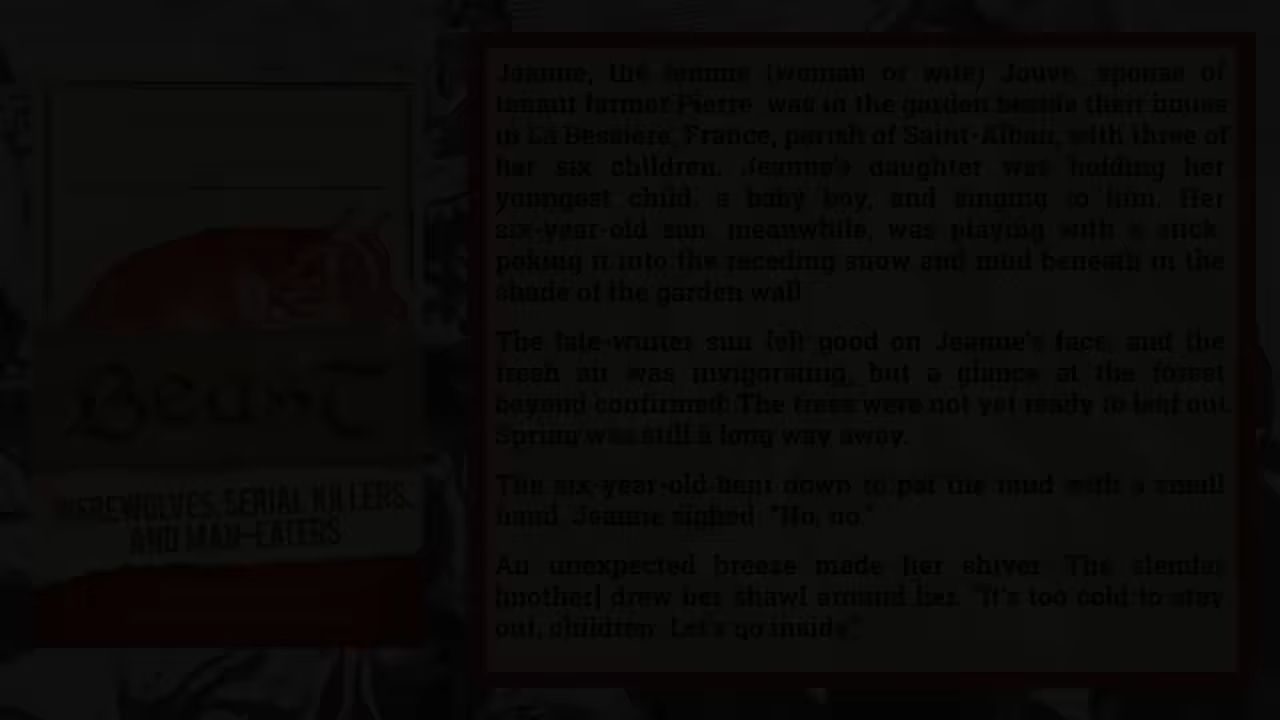 Beast
WEREWOLVES, SERIAL KILLERS,
AND MAN-EATERS
Jeanne, the femme (woman or wife) Jouve, spouse of
tenant farmer Pierre, was in the garden beside their house
in La Bessière, France, parish of Saint-Alban, with three of
her six children. Jeanne's daughter was holding her
youngest child, a baby boy, and singing to him. Her
six-year-old son, meanwhile, was playing with a stick,
poking it into the receding snow and mud beneath in the
shade of the garden wall.
The late-winter sun felt good on Jeanne's face, and the
fresh air was invigorating, but a glance at the forest
beyond confirmed: The trees were not yet ready to leaf out.
Spring was still a long way away.
The six-year-old bent down to pat the mud with a small
hand. Jeanne sighed. "No, no."
An unexpected breeze made her shiver. The slender
[mother] drew her shawl around her. "It's too cold to stay
out, children. Let's go inside."